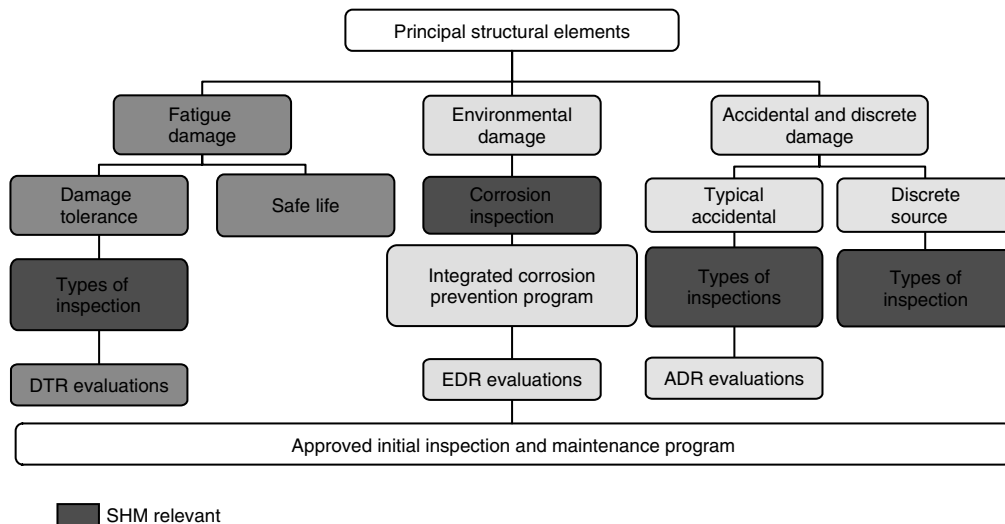 Principal structural elements
Fatigue
damage
Environmental
damage
Accidental and discrete
damage
Damage
tolerance
Safe life
Corrosion
inspection
Typical
accidental
Discrete
source
Types of
inspection
Integrated corrosion
prevention program
Types of
inspections
Types of
inspection
DTR evaluations
EDR evaluations
ADR evaluations
Approved initial inspection and maintenance program
SHM relevant